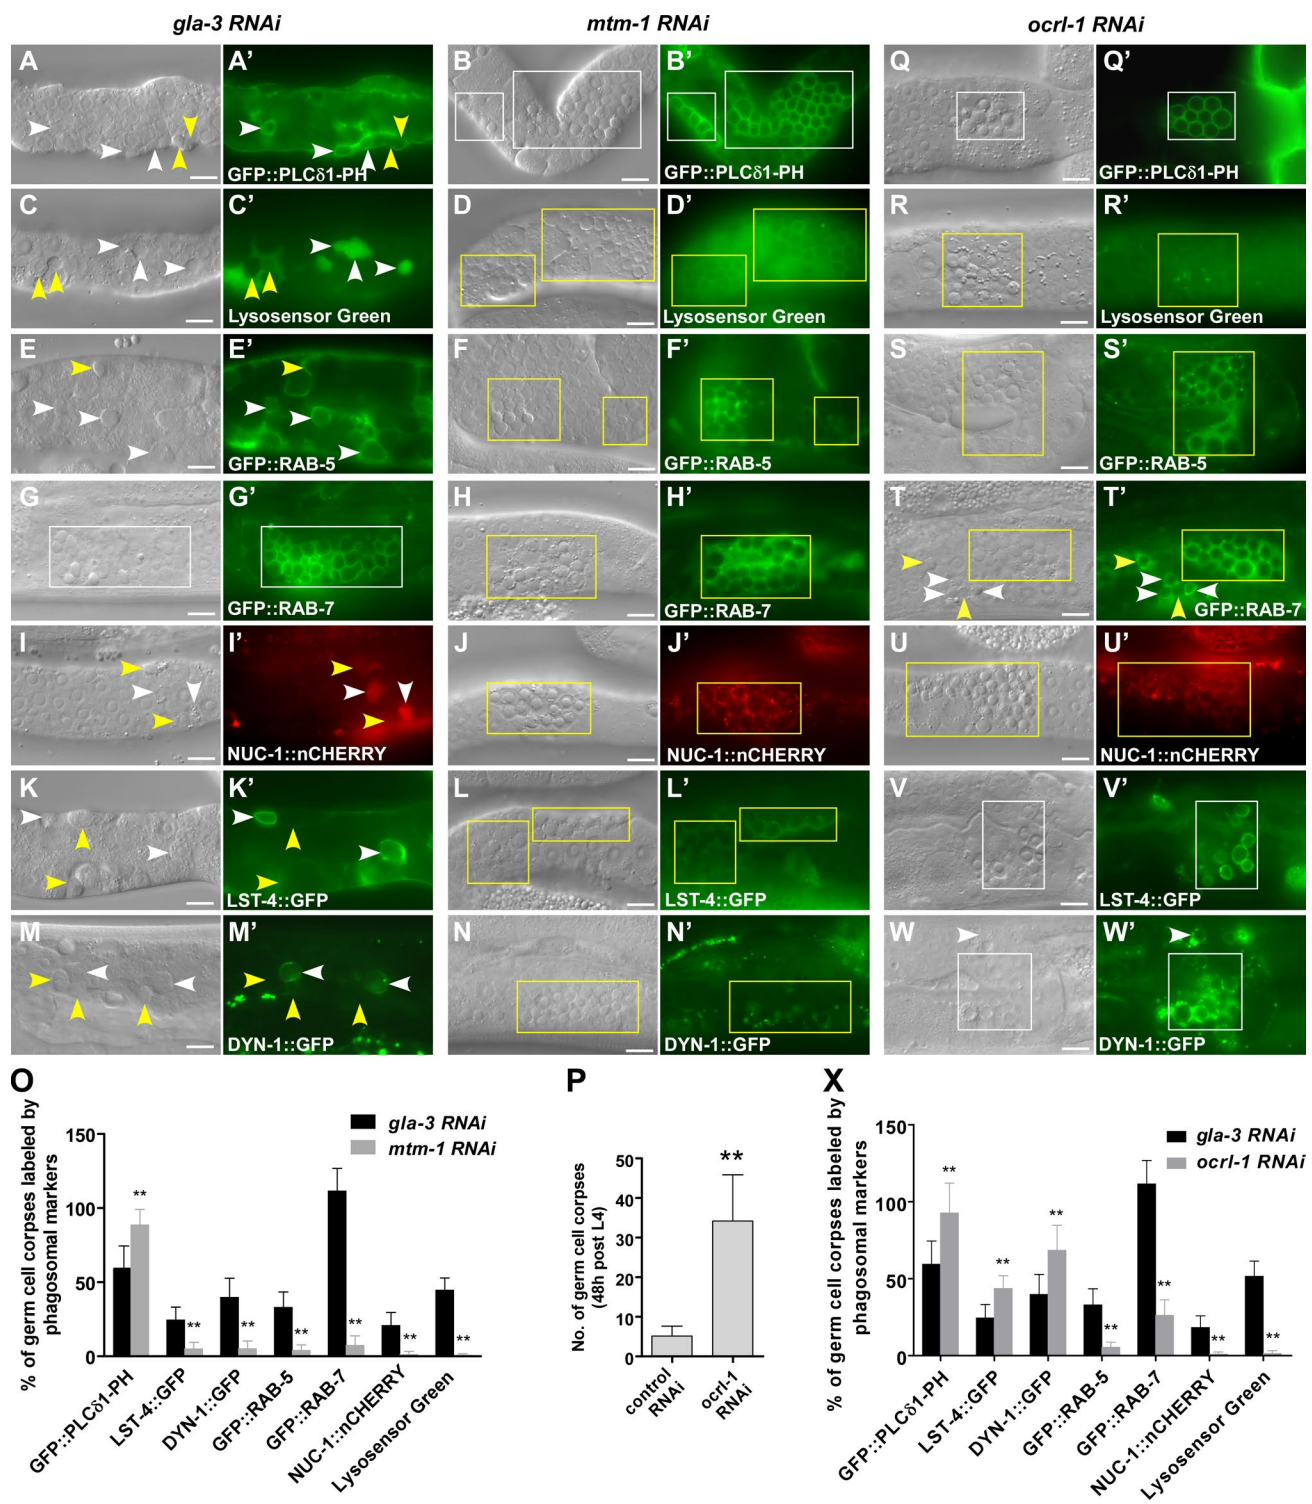 gla-3 RNAi mtm-1 RNAi ocrl-1 RNAi
A A’ B B’ Q Q’
GFP::PLCδ1-PH GFP::PLCδ1-PH GFP::PLCδ1-PH
C C’ D D’ R R’
Lysosensor Green Lysosensor Green Lysosensor Green
E E’ F F’ S S’
GFP::RAB-5 GFP::RAB-5 GFP::RAB-5
G G’ H H’ T T’
GFP::RAB-7 GFP::RAB-7 GFP::RAB-7
I I’ J J’ U U’
NUC-1::nCHERRY NUC-1::nCHERRY NUC-1::nCHERRY
K K’ L L’ V V’
LST-4::GFP LST-4::GFP LST-4::GFP
M M’ N N’ W W’
DYN-1::GFP DYN-1::GFP DYN-1::GFP
O
% of germ cell corpses labeled by
phagosomal markers
150
100
50
0
gla-3 RNAi
mtm-1 RNAi
** ** ** ** ** ** **
GFP::PLCδ1-PH
LST-4::GFP
DYN-1::GFP
GFP::RAB-5
GFP::RAB-7
NUC-1::nCHERRY
Lysosensor Green
P
No. of germ cell corpses
(48h post L4)
50
40
30
20
10
0
**
control
RNAi
ocrl-1
RNAi
X
% of germ cell corpses labeled by
phagosomal markers
150
100
50
0
gla-3 RNAi
ocrl-1 RNAi
** ** ** ** ** ** **
GFP::PLCδ1-PH
LST-4::GFP
DYN-1::GFP
GFP::RAB-5
GFP::RAB-7
NUC-1::nCHERRY
Lysosensor Green